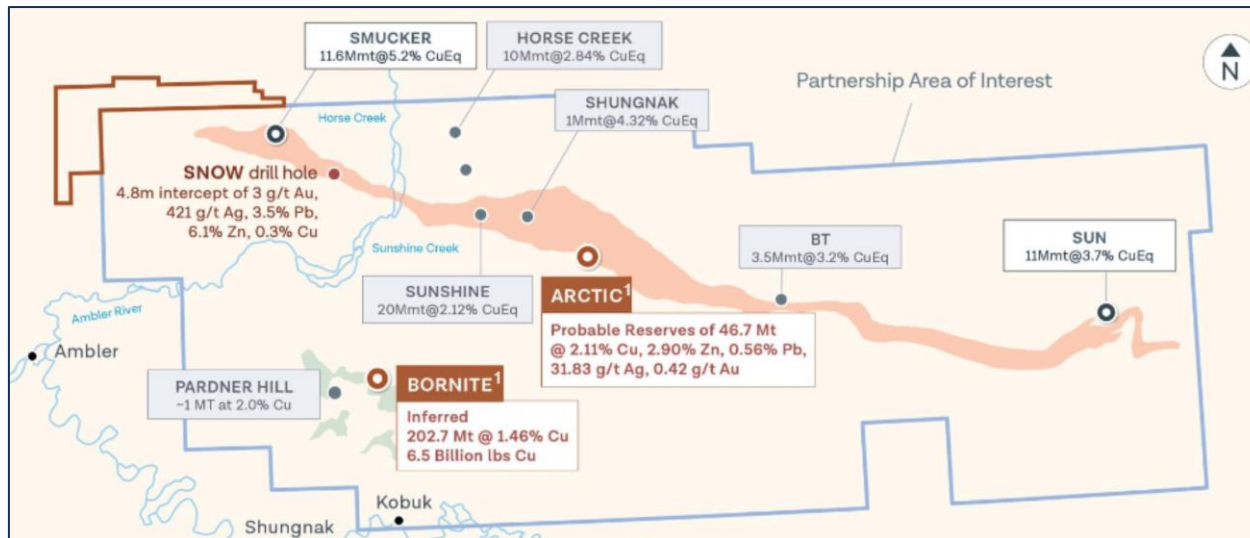 SMUCKER
11.6Mmt@5.2% CuEq
HORSE CREEK
10Mmt@2.84% CuEq
N
Partnership Area of Interest
SHUNGNAK
1Mmt@4.32% CuEq
Horse Creek
SNOW drill hole
4.8m intercept of 3 g/t Au,
421 g/t Ag, 3.5% Pb,
6.1% Zn, 0.3% Cu
Sunshine Creek
BT
3.5Mmt@3.2% CuEq
SUN
11Mmt@3.7% CuEq
SUNSHINE
20Mmt@2.12% CuEq
ARCTIC¹
Probable Reserves of 46.7 Mt
@ 2.11% Cu, 2.90% Zn, 0.56% Pb,
31.83 g/t Ag, 0.42 g/t Au
Ambler River
Ambler
PARDNER HILL
~1 MT at 2.0% Cu
BORNITE¹
Inferred
202.7 Mt @ 1.46% Cu
6.5 Billion lbs Cu
Kobuk
Shungnak